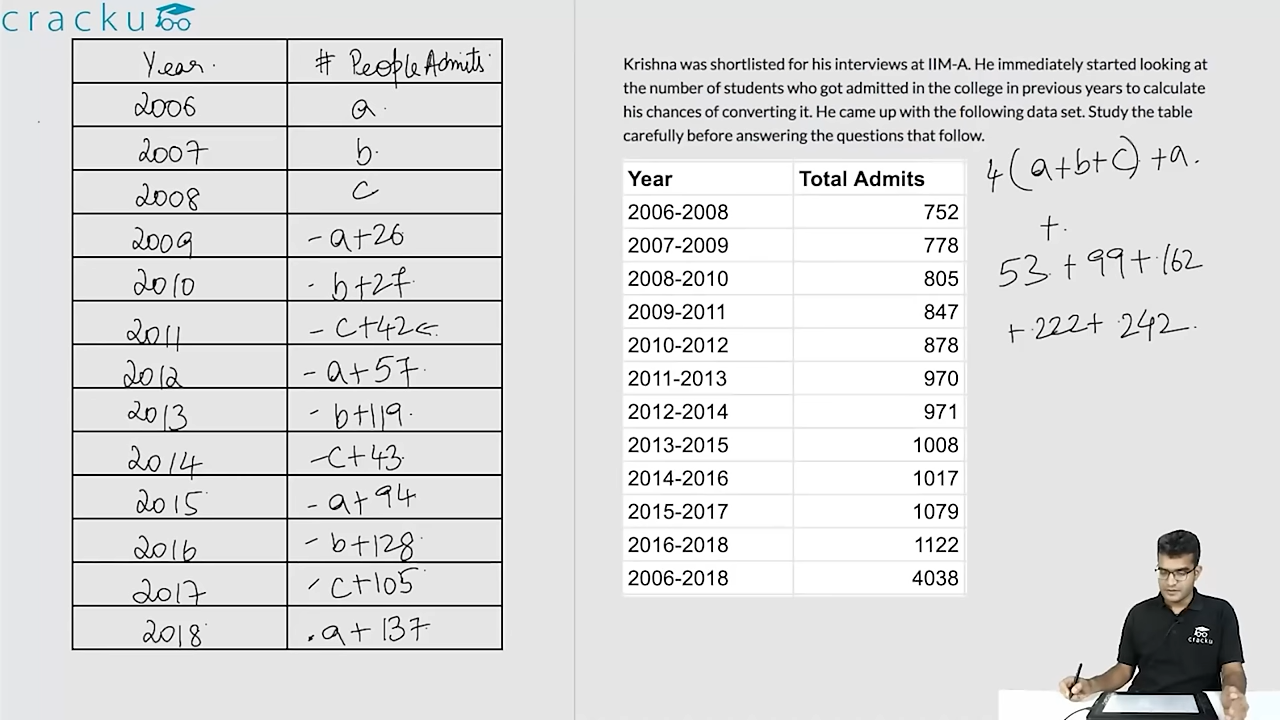 cracku
Year. # People Admits
2006 a.
2007 b.
2008 c
2009 - a+26
2010 - b+27
2011 - c+42
2012 - a+57
2013 - b+119.
2014 - c+43
2015 - a+94
2016 - b+128
2017 - c+105
2018 . a+137
Krishna was shortlisted for his interviews at IIM-A. He immediately started looking at
the number of students who got admitted in the college in previous years to calculate
his chances of converting it. He came up with the following data set. Study the table
carefully before answering the questions that follow.
Year Total Admits
2006-2008 752
2007-2009 778
2008-2010 805
2009-2011 847
2010-2012 878
2011-2013 970
2012-2014 971
2013-2015 1008
2014-2016 1017
2015-2017 1079
2016-2018 1122
2006-2018 4038
4(a+b+c) +a.
+
53 + 99 + 162
+ 222 + 242
cracku